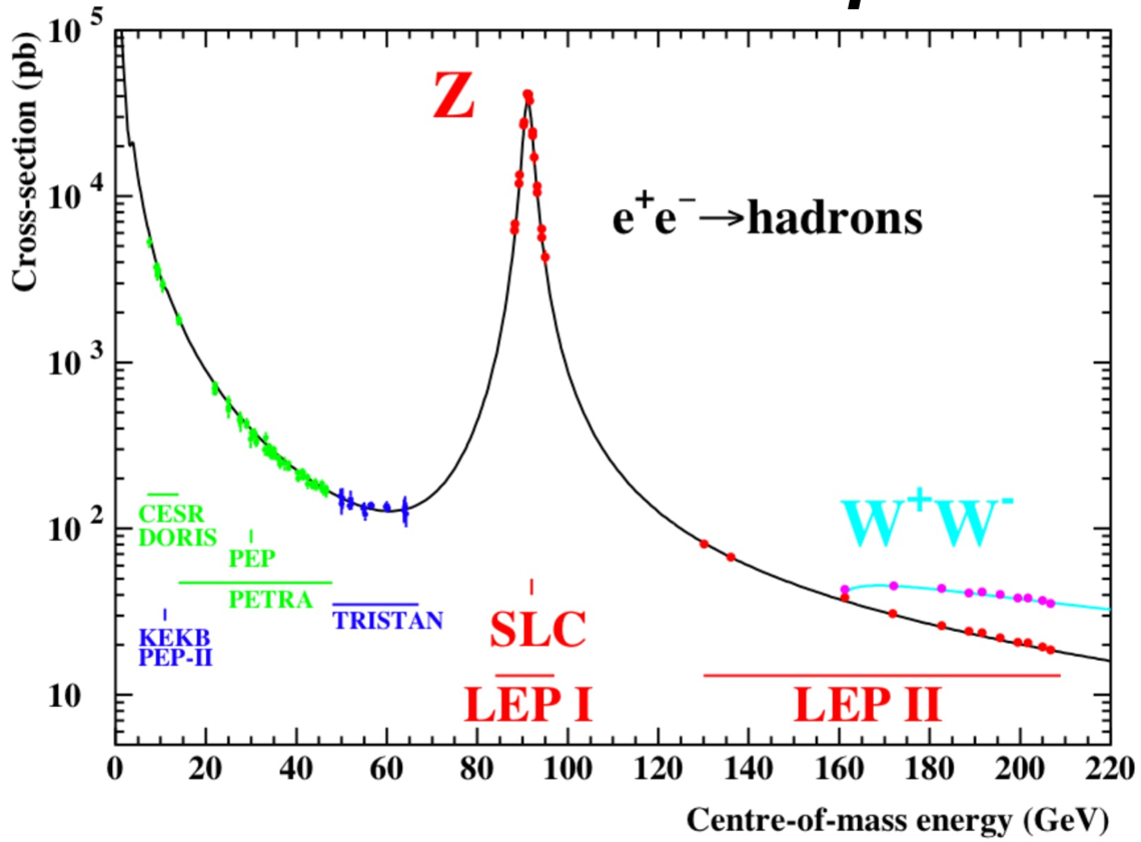 Cross-section (pb)
10 5
10 4
10 3
10 2
10
Z
e+e−→hadrons
W+W-
CESR
DORIS
PEP
PETRA
KEKB
PEP-II
TRISTAN
SLC
LEP I
LEP II
0 20 40 60 80 100 120 140 160 180 200 220
Centre-of-mass energy (GeV)